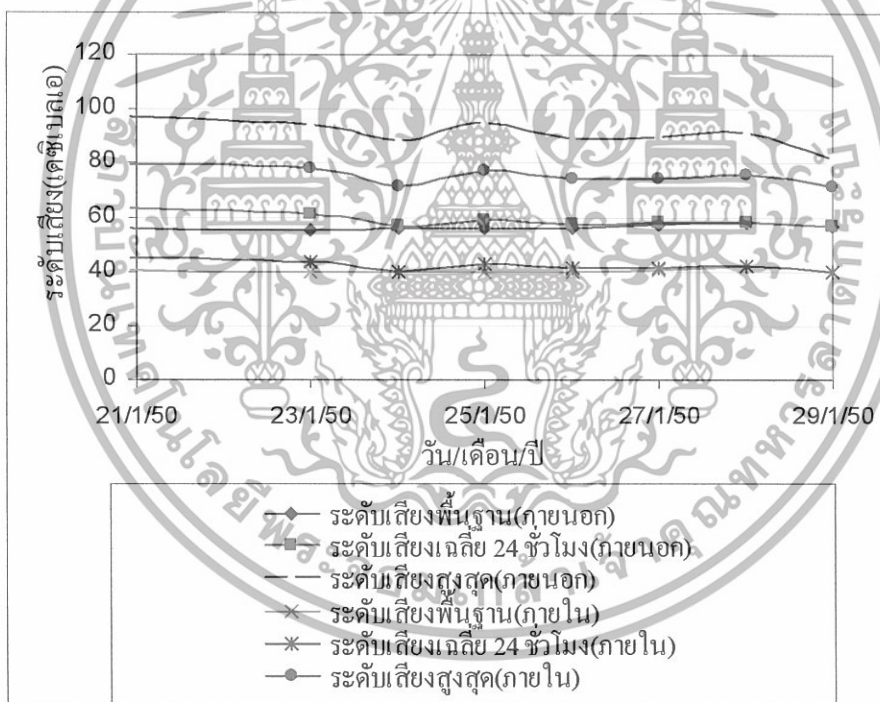 120
100
80
60
40
20
0
ระดับเสียง(เดซิเบลเอ)
21/1/50 23/1/50 25/1/50 27/1/50 29/1/50
วัน/เดือน/ปี
ระดับเสียงพื้นฐาน(ภายนอก)
ระดับเสียงเฉลี่ย 24 ชั่วโมง(ภายนอก)
ระดับเสียงสูงสุด(ภายนอก)
ระดับเสียงพื้นฐาน(ภายใน)
ระดับเสียงเฉลี่ย 24 ชั่วโมง(ภายใน)
ระดับเสียงสูงสุด(ภายใน)